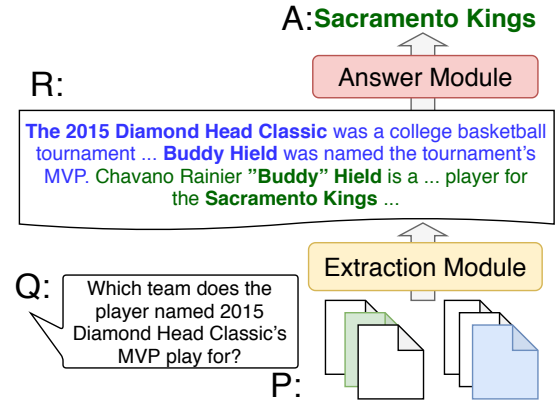 A: Sacramento Kings
Answer Module
R:
The 2015 Diamond Head Classic was a college basketball
tournament ... Buddy Hield was named the tournament's
MVP. Chavano Rainier "Buddy" Hield is a ... player for
the Sacramento Kings ...
Extraction Module
Q:
Which team does the
player named 2015
Diamond Head Classic's
MVP play for?
P: